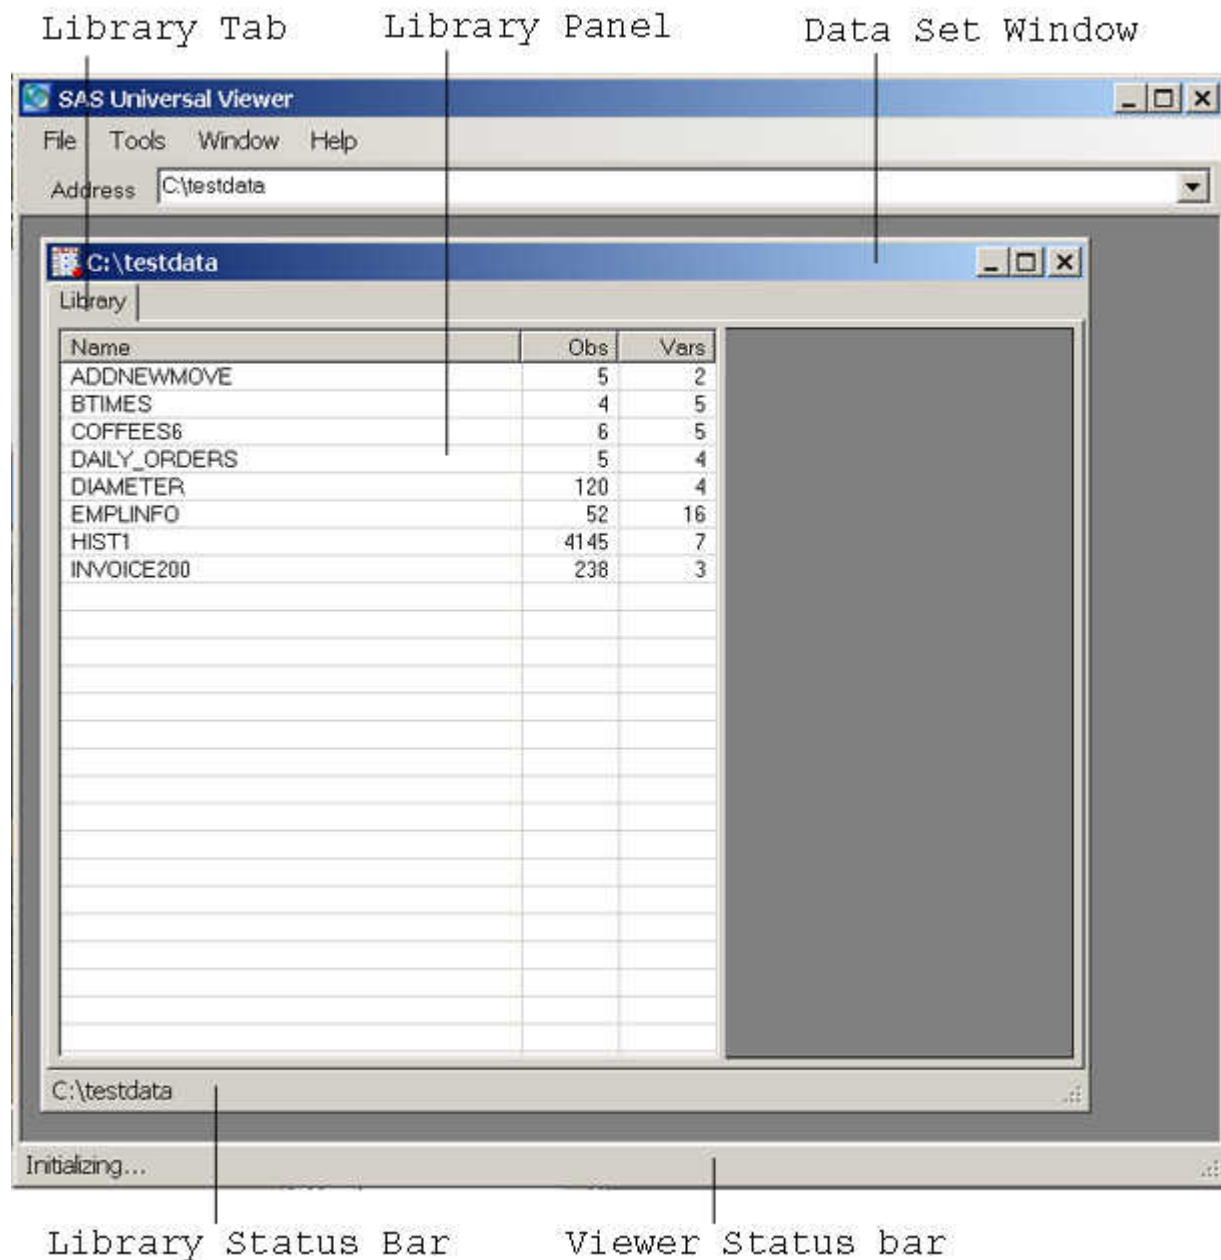 Library Tab Library Panel Data Set Window
SAS Universal Viewer
File Tools Window Help
Address C:\testdata
C:\testdata
Library
Name Obs Vars
ADDNEWMOVE 5 2
BTIMES 4 5
COFFEES6 6 5
DAILY_ORDERS 5 4
DIAMETER 120 4
EMPLINFO 52 16
HIST1 4145 7
INVOICE200 238 3
C:\testdata
Initializing...
Library Status Bar Viewer Status bar